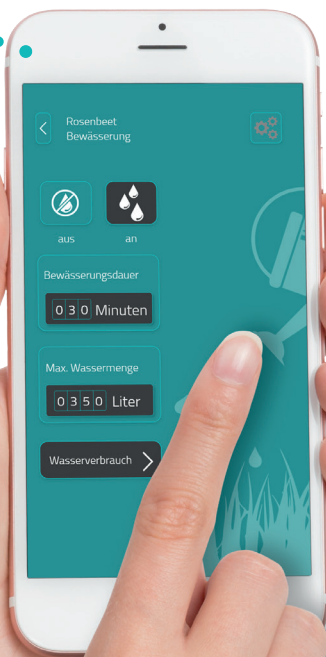 Rosenbeet
Bewässerung
aus an
Bewässerungsdauer
030 Minuten
Max. Wassermenge
0350 Liter
Wasserverbrauch